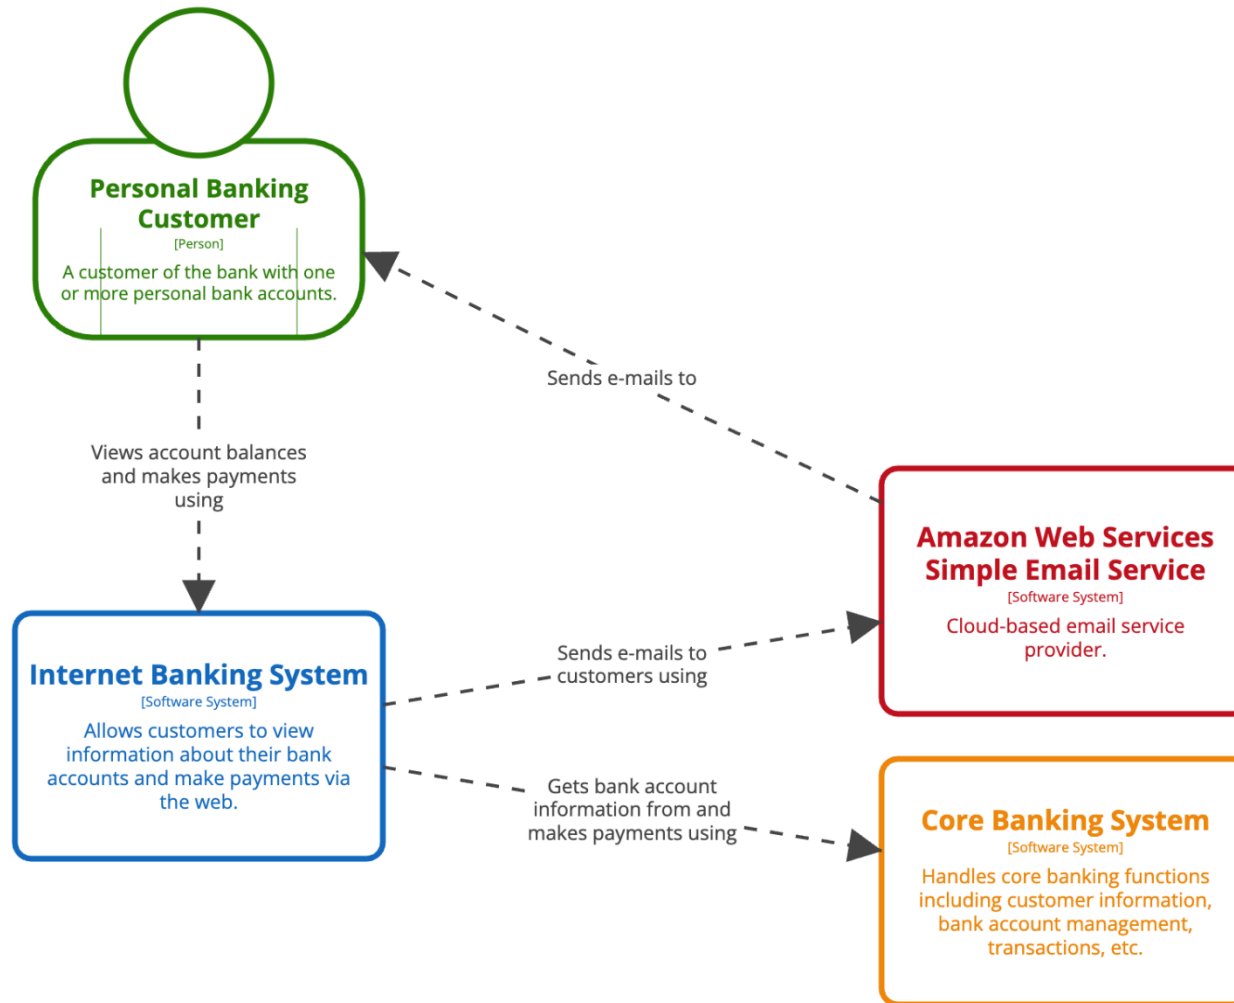 Personal Banking
Customer
[Person]
A customer of the bank with one
or more personal bank accounts.
Sends e-mails to
Views account balances
and makes payments
using
Amazon Web Services
Simple Email Service
[Software System]
Cloud-based email service
provider.
Internet Banking System
[Software System]
Allows customers to view
information about their bank
accounts and make payments via
the web.
Sends e-mails to
customers using
Gets bank account
information from and
makes payments using
Core Banking System
[Software System]
Handles core banking functions
including customer information,
bank account management,
transactions, etc.